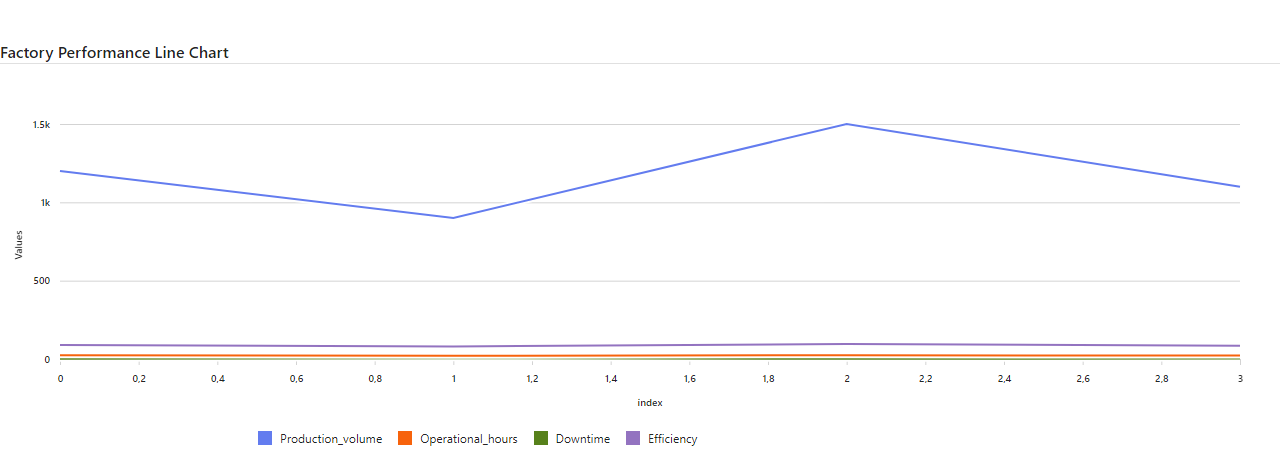 Factory Performance Line Chart
1.5k
1k
500
0
Values
0 0,2 0,4 0,6 0,8 1 1,2 1,4 1,6 1,8 2 2,2 2,4 2,6 2,8 3
index
Production_volume Operational_hours Downtime Efficiency